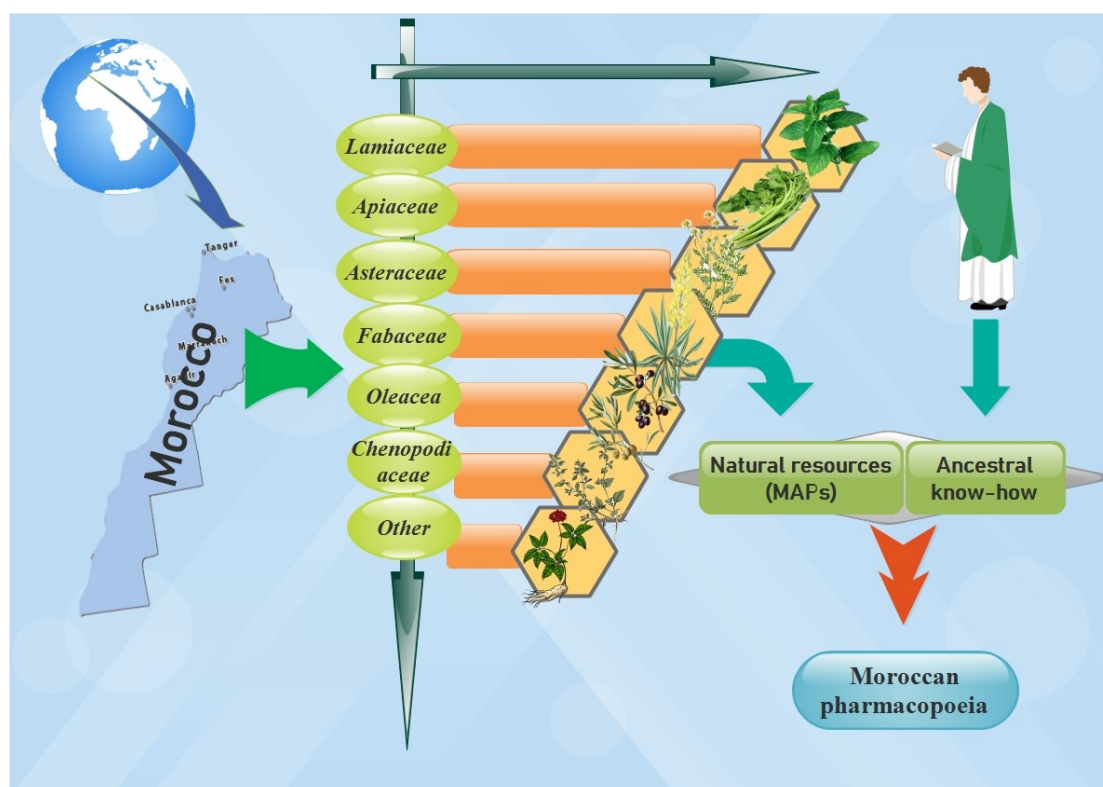 Tanger
Fes
Casablanca
Marrakech
Agadir
Morocco
Lamiaceae
Apiaceae
Asteraceae
Fabaceae
Oleacea
Chenopodi
aceae
Other
Natural resources
(MAPs)
Ancestral
know-how
Moroccan
pharmacopoeia